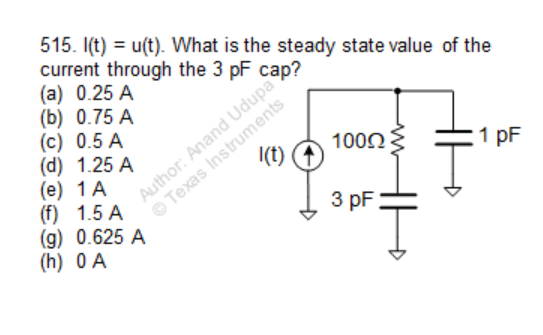 515. I(t) = u(t). What is the steady state value of the
current through the 3 pF cap?
(a) 0.25 A
(b) 0.75 A
(c) 0.5 A
(d) 1.25 A
(e) 1 A
(f) 1.5 A
(g) 0.625 A
(h) 0 A
Author: Anand Udupa
© Texas Instruments
I(t)
100Ω
1 pF
3 pF